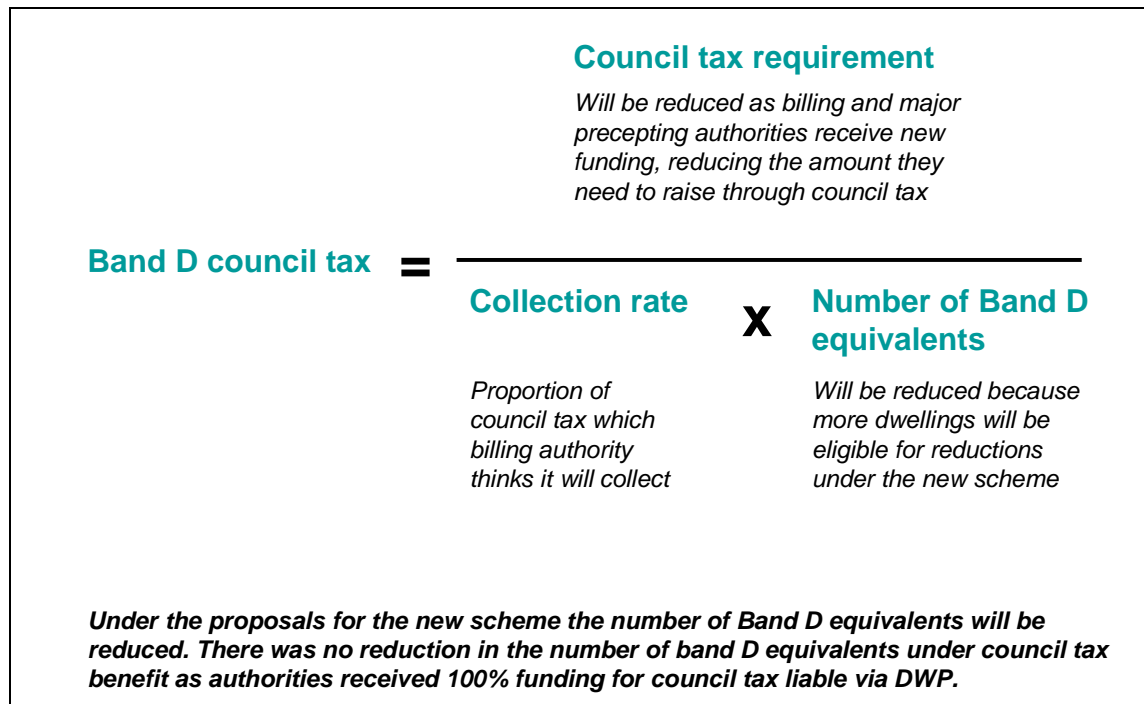 Council tax requirement
Will be reduced as billing and major
precepting authorities receive new
funding, reducing the amount they
need to raise through council tax
Band D council tax =
Collection rate x Number of Band D
equivalents
Proportion of
council tax which
billing authority
thinks it will collect
Will be reduced because
more dwellings will be
eligible for reductions
under the new scheme
Under the proposals for the new scheme the number of Band D equivalents will be
reduced. There was no reduction in the number of band D equivalents under council tax
benefit as authorities received 100% funding for council tax liable via DWP.